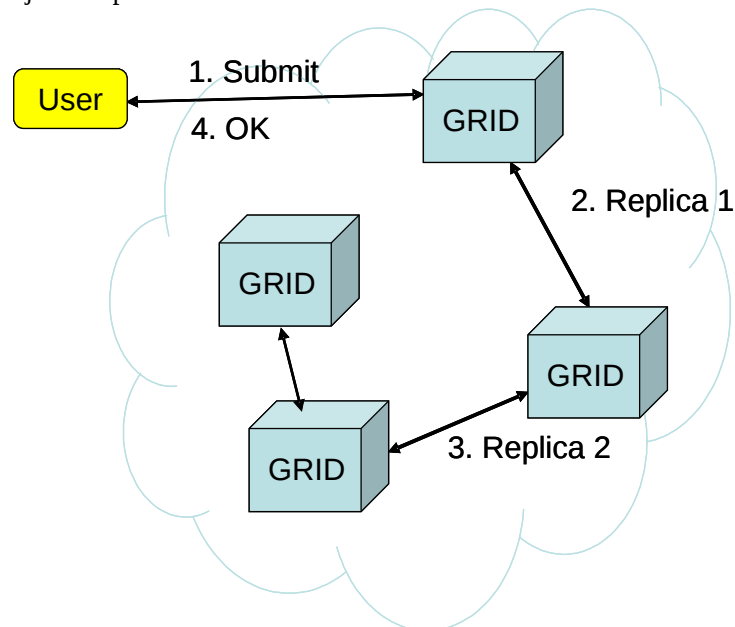 1. Submit
User
4. OK
GRID
2. Replica 1
GRID
GRID
3. Replica 2
GRID